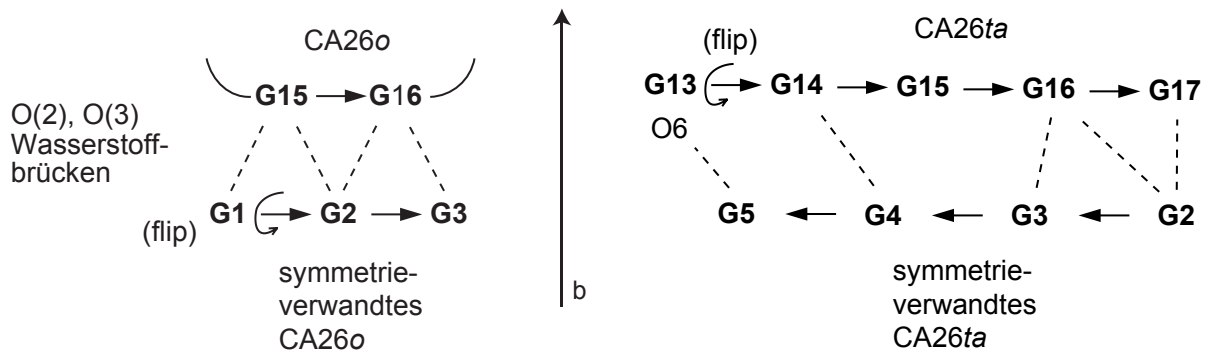 CA26o
G15 G16
O(2), O(3)
Wasserstoff-
brücken
G1 G2 G3
(flip)
symmetrie-
verwandtes
CA26o
b
CA26ta
(flip)
G13 G14 G15 G16 G17
O6
G5 G4 G3 G2
symmetrie-
verwandtes
CA26ta